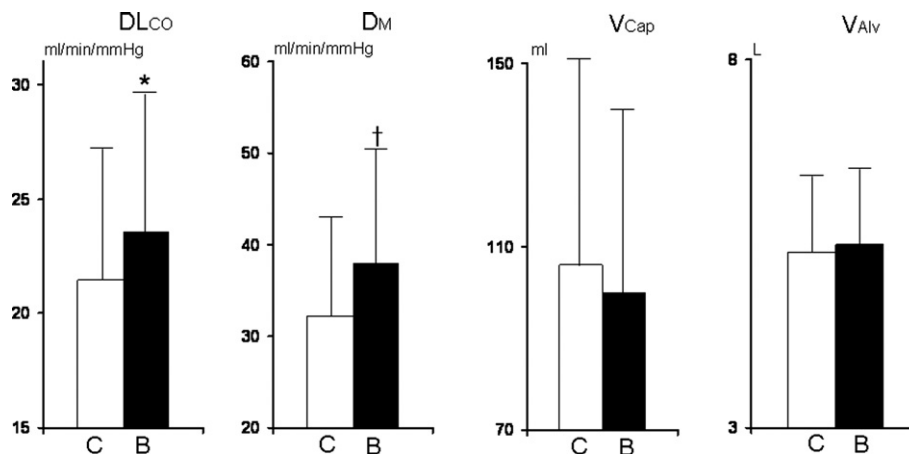 DLCO
ml/min/mmHg
30
*
25
20
15
C B
DM
ml/min/mmHg
60
†
50
40
30
20
C B
VCap
ml
150
110
70
C B
VAlv
L
8
3
C B